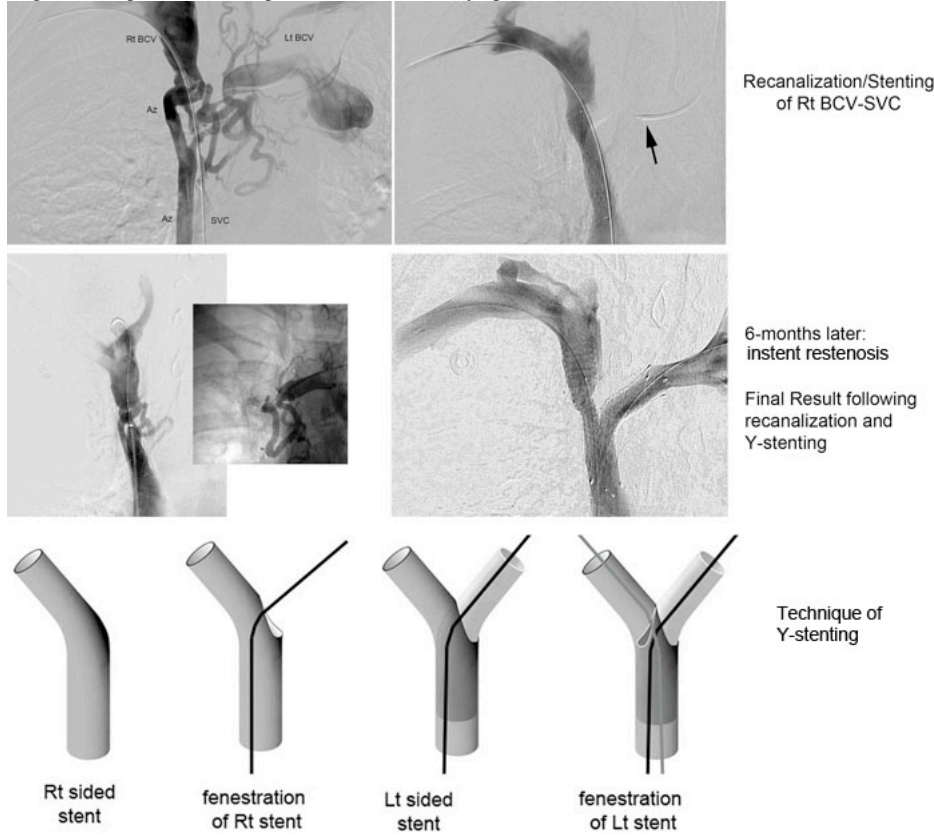 Rt BCV
Lt BCV
Az
Az
SVC
Recanalization/Stenting
of Rt BCV-SVC
6-months later:
instent restenosis
Final Result following
recanalization and
Y-stenting
Technique of
Y-stenting
Rt sided
stent
fenestration
of Rt stent
Lt sided
stent
fenestration
of Lt stent